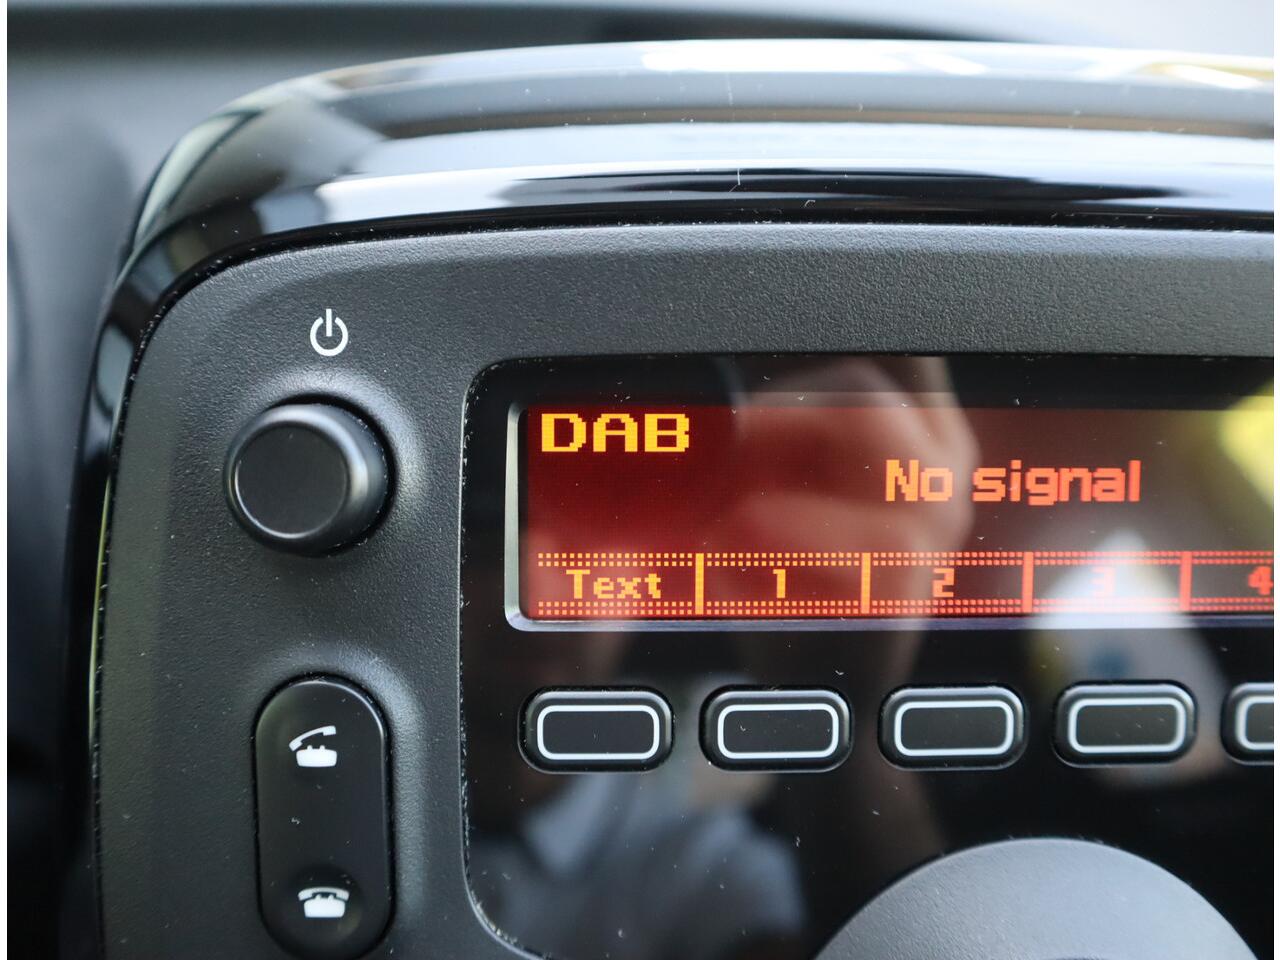 DAB
No signal
Text 1 2 3 4